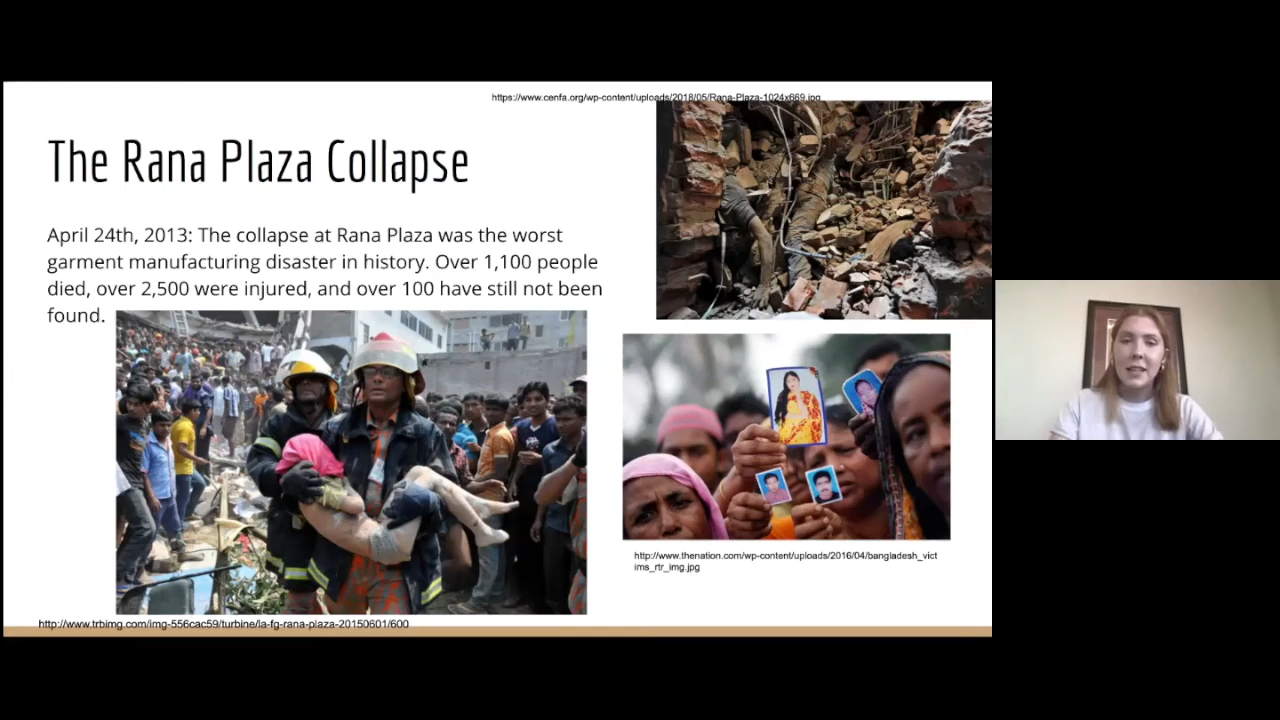 https://www.cenfa.org/wp-content/uploads/2018/05/Rana-Plaza-1024x669.jpg
The Rana Plaza Collapse
April 24th, 2013: The collapse at Rana Plaza was the worst
garment manufacturing disaster in history. Over 1,100 people
died, over 2,500 were injured, and over 100 have still not been
found.
http://www.thenation.com/wp-content/uploads/2016/04/bangladesh_vict
ims_rtr_img.jpg
http://www.trbimg.com/img-556cac59/turbine/la-fg-rana-plaza-20150601/600